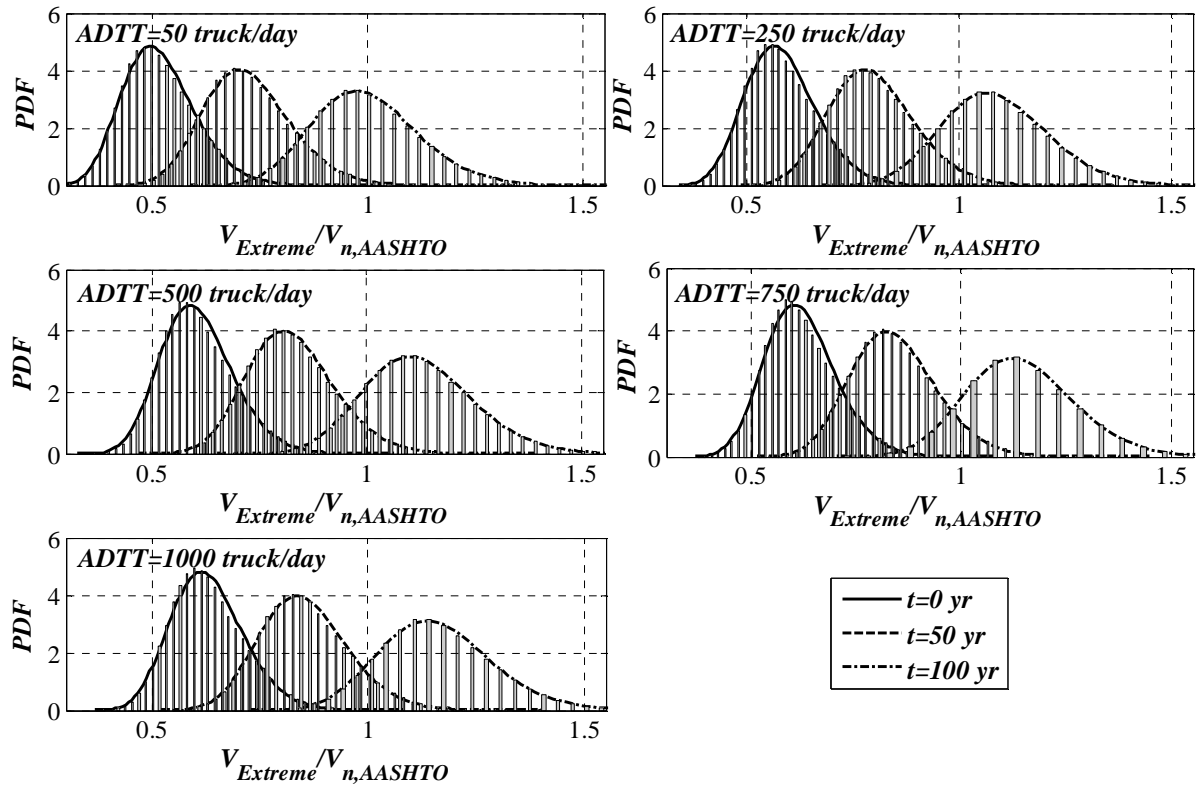 6
4
2
0
PDF
ADTT=50 truck/day
0.5
1
1.5
V_Extreme/V_n,AASHTO
6
4
2
0
PDF
ADTT=250 truck/day
0.5
1
1.5
V_Extreme/V_n,AASHTO
6
4
2
0
PDF
ADTT=500 truck/day
0.5
1
1.5
V_Extreme/V_n,AASHTO
6
4
2
0
PDF
ADTT=750 truck/day
0.5
1
1.5
V_Extreme/V_n,AASHTO
6
4
2
0
PDF
ADTT=1000 truck/day
0.5
1
1.5
V_Extreme/V_n,AASHTO
t=0 yr
t=50 yr
t=100 yr